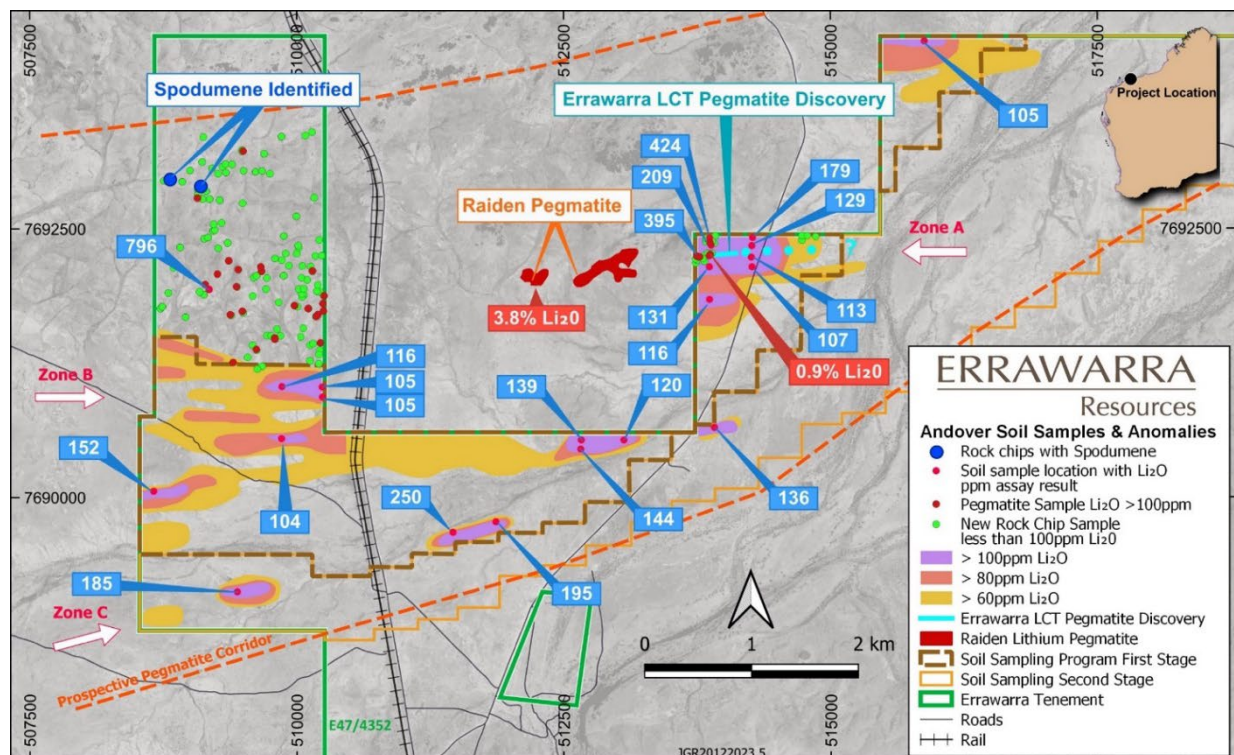 507500
510000
512500
515000
517500
Spodumene Identified
Errawarra LCT Pegmatite Discovery
Project Location
105
424
179
209
129
Raiden Pegmatite
395
7692500
7692500
796
Zone A
?
3.8% Li₂0
131
113
116
107
0.9% Li₂0
116
Zone B
105
139
120
105
152
7690000
104
250
144
136
185
195
Zone C
Prospective Pegmatite Corridor
0 1 2 km
E47/4352
507500
510000
512500
515000
JGR20122023.5
ERRAWARRA
Resources
Andover Soil Samples & Anomalies
Rock chips with Spodumene
Soil sample location with Li₂O
ppm assay result
Pegmatite Sample Li₂O >100ppm
New Rock Chip Sample
less than 100ppm Li₂0
> 100ppm Li₂O
> 80ppm Li₂O
> 60ppm Li₂O
Errawarra LCT Pegmatite Discovery
Raiden Lithium Pegmatite
Soil Sampling Program First Stage
Soil Sampling Second Stage
Errawarra Tenement
Roads
Rail